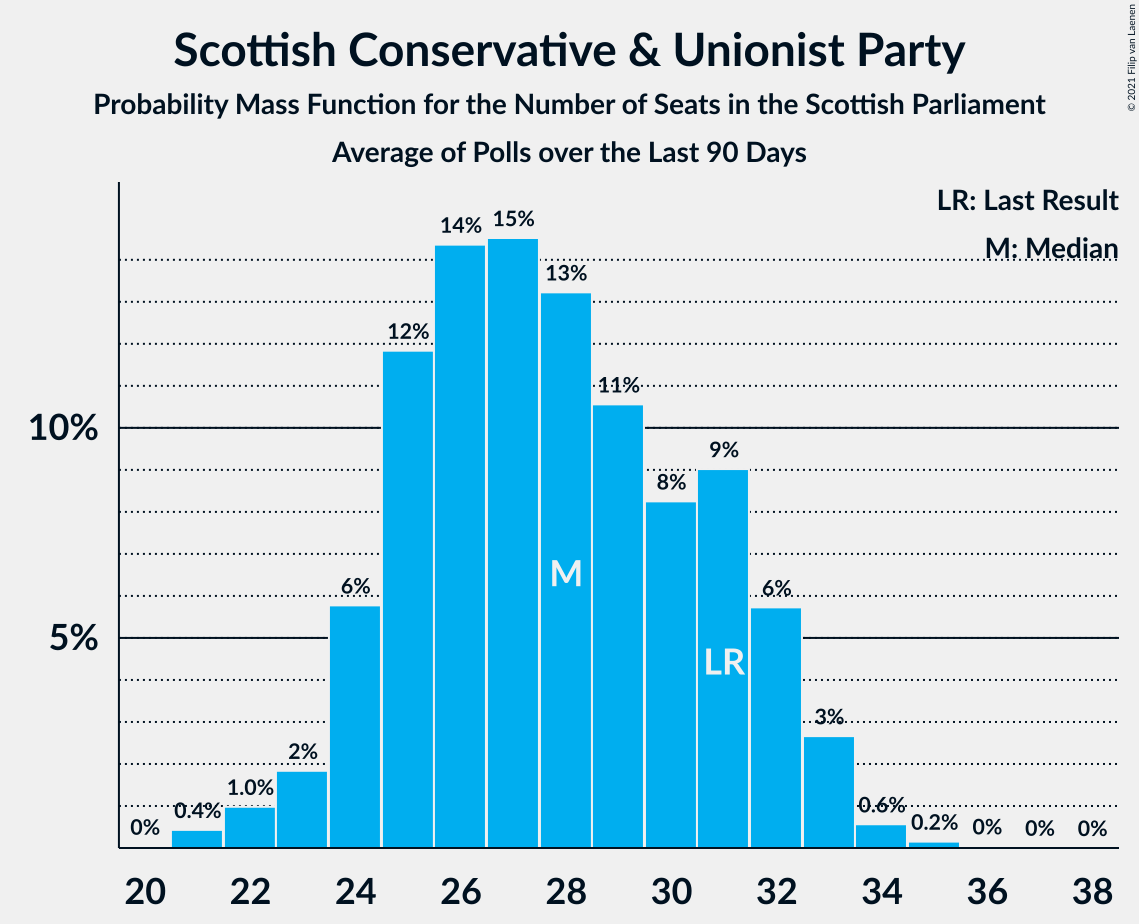 Scottish Conservative & Unionist Party
Probability Mass Function for the Number of Seats in the Scottish Parliament
Average of Polls over the Last 90 Days
© 2021 Filip van Laenen
LR: Last Result
M: Median
10%
5%
0%
0.4%
1.0%
2%
6%
12%
14%
15%
13%
11%
8%
9%
6%
3%
0.6%
0.2%
0%
0%
0%
M
LR
20 22 24 26 28 30 32 34 36 38